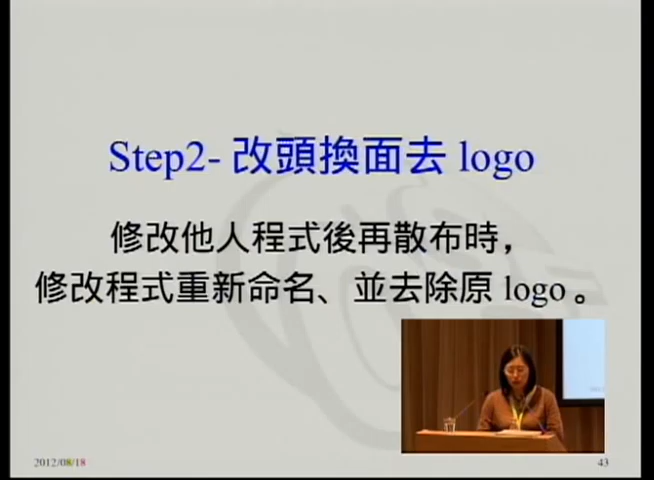 Step2- 改頭換面去 logo
修改他人程式後再散布時，
修改程式重新命名、並去除原 logo。
2012/08/18
43